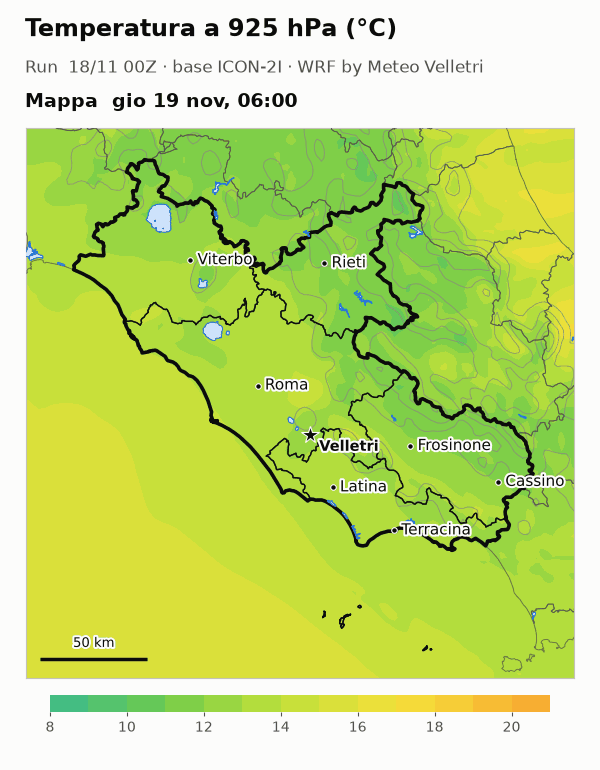 Temperatura a 925 hPa (°C)
Run  18/11 00Z · base ICON-2I · WRF by Meteo Velletri
Mappa  gio 19 nov, 06:00
Viterbo
Rieti
Roma
Velletri
Frosinone
Cassino
Latina
Terracina
50 km
8 10 12 14 16 18 20